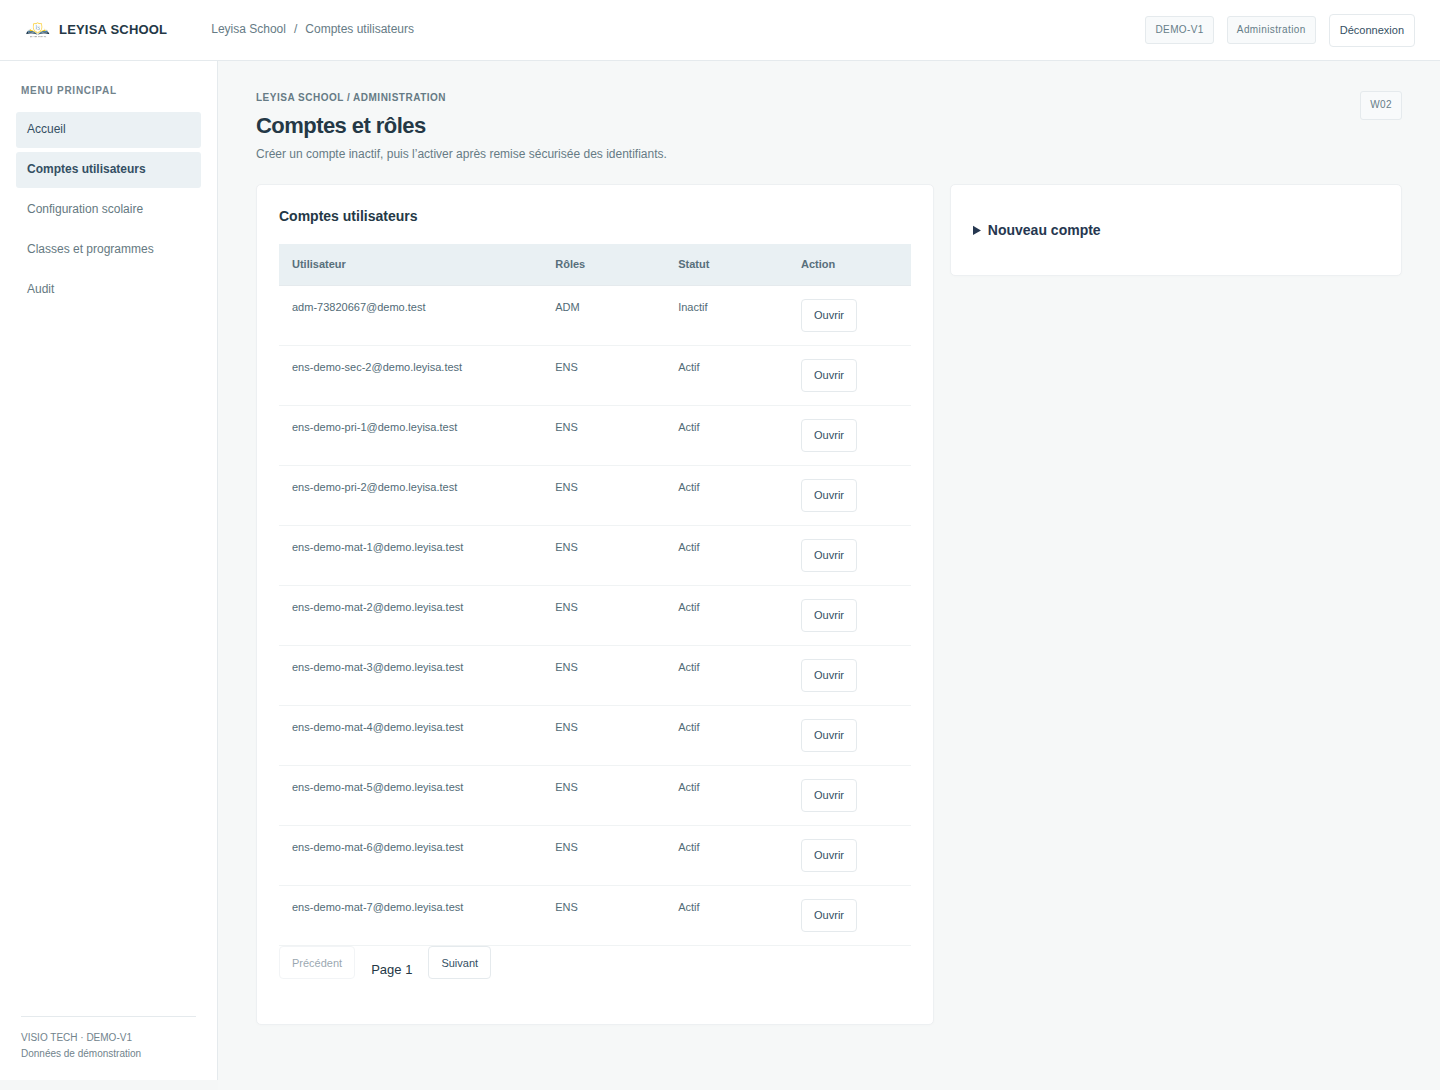 LEYISA SCHOOL
Leyisa School / Comptes utilisateurs
DEMO-V1
Administration
Déconnexion
MENU PRINCIPAL
Accueil
Comptes utilisateurs
Configuration scolaire
Classes et programmes
Audit
VISIO TECH · DEMO-V1
Données de démonstration
LEYISA SCHOOL / ADMINISTRATION
W02
Comptes et rôles
Créer un compte inactif, puis l’activer après remise sécurisée des identifiants.
Comptes utilisateurs
Utilisateur Rôles Statut Action
adm-73820667@demo.test ADM Inactif Ouvrir
ens-demo-sec-2@demo.leyisa.test ENS Actif Ouvrir
ens-demo-pri-1@demo.leyisa.test ENS Actif Ouvrir
ens-demo-pri-2@demo.leyisa.test ENS Actif Ouvrir
ens-demo-mat-1@demo.leyisa.test ENS Actif Ouvrir
ens-demo-mat-2@demo.leyisa.test ENS Actif Ouvrir
ens-demo-mat-3@demo.leyisa.test ENS Actif Ouvrir
ens-demo-mat-4@demo.leyisa.test ENS Actif Ouvrir
ens-demo-mat-5@demo.leyisa.test ENS Actif Ouvrir
ens-demo-mat-6@demo.leyisa.test ENS Actif Ouvrir
ens-demo-mat-7@demo.leyisa.test ENS Actif Ouvrir
Précédent Page 1 Suivant
Nouveau compte